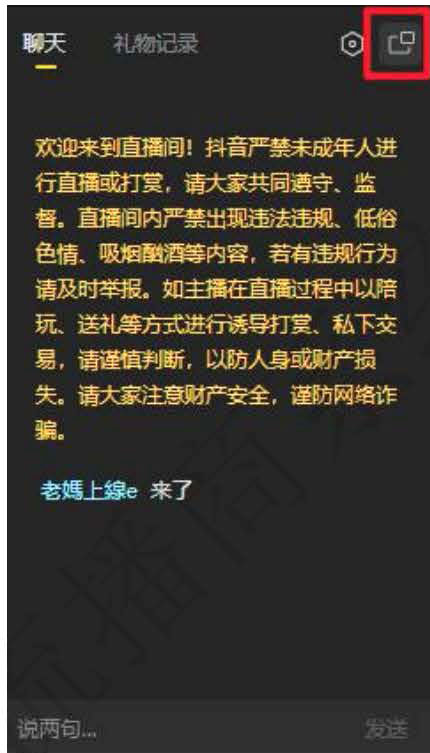 聊天 礼物记录
欢迎来到直播间！抖音严禁未成年人进
行直播或打赏，请大家共同遵守、监
督。直播间内严禁出现违法违规、低俗
色情、吸烟酗酒等内容，若有违规行为
请及时举报。如主播在直播过程中以陪
玩、送礼等方式进行诱导打赏、私下交
易，请谨慎判断，以防人身或财产损
失。请大家注意财产安全，谨防网络诈
骗。
老媽上線e 来了
说两句... 发送